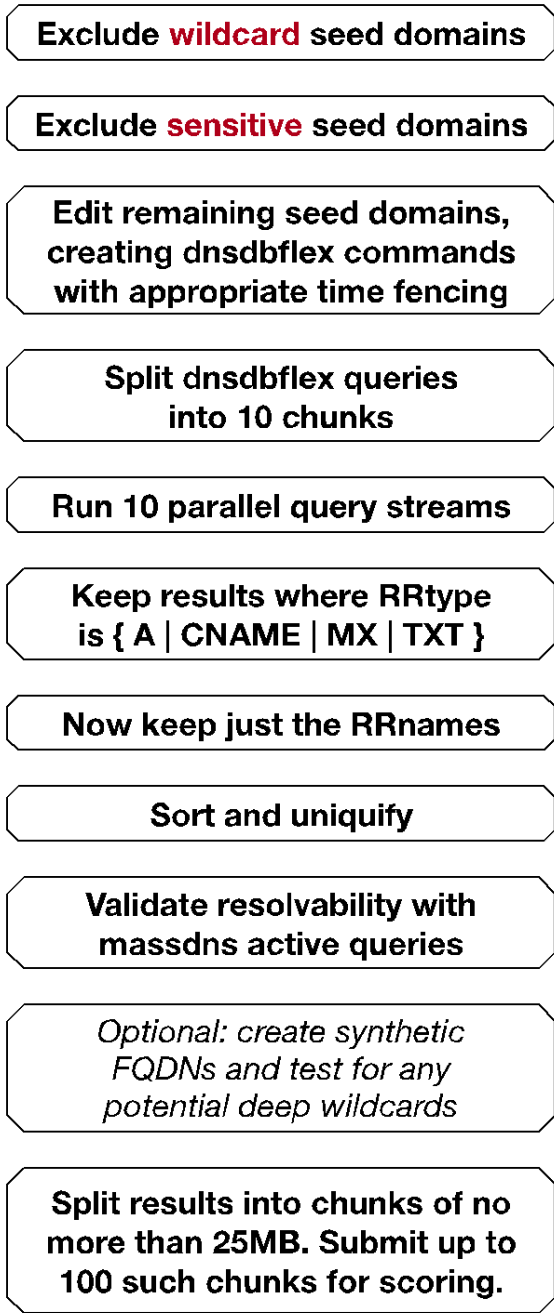 Exclude wildcard seed domains
Exclude sensitive seed domains
Edit remaining seed domains,
creating dnsdbflex commands
with appropriate time fencing
Split dnsdbflex queries
into 10 chunks
Run 10 parallel query streams
Keep results where RRtype
is { A | CNAME | MX | TXT }
Now keep just the RRnames
Sort and uniquify
Validate resolvability with
massdns active queries
Optional: create synthetic
FQDNs and test for any
potential deep wildcards
Split results into chunks of no
more than 25MB. Submit up to
100 such chunks for scoring.